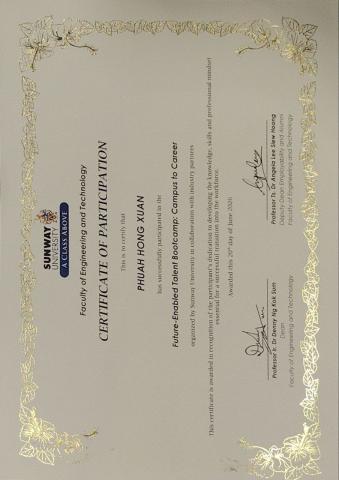 SUNWAY
UNIVERSITY
A CLASS ABOVE
Faculty of Engineering and Technology
CERTIFICATE OF PARTICIPATION
This is to certify that
PHUAH HONG XUAN
has successfully participated in the
Future-Enabled Talent Bootcamp: Campus to Career
organized by Sunway University in collaboration with industry partners
This certificate is awarded in recognition of the participant's dedication to developing the knowledge, skills and professional mindset
essential for a successful transition into the workforce.
Awarded this 20th day of June 2026
Professor Ir. Dr Denny Ng Kok Sum
Dean
Faculty of Engineering and Technology
Professor Ts. Dr Angela Lee Siew Hoong
Deputy Dean Employability and Alumni
Faculty of Engineering and Technology